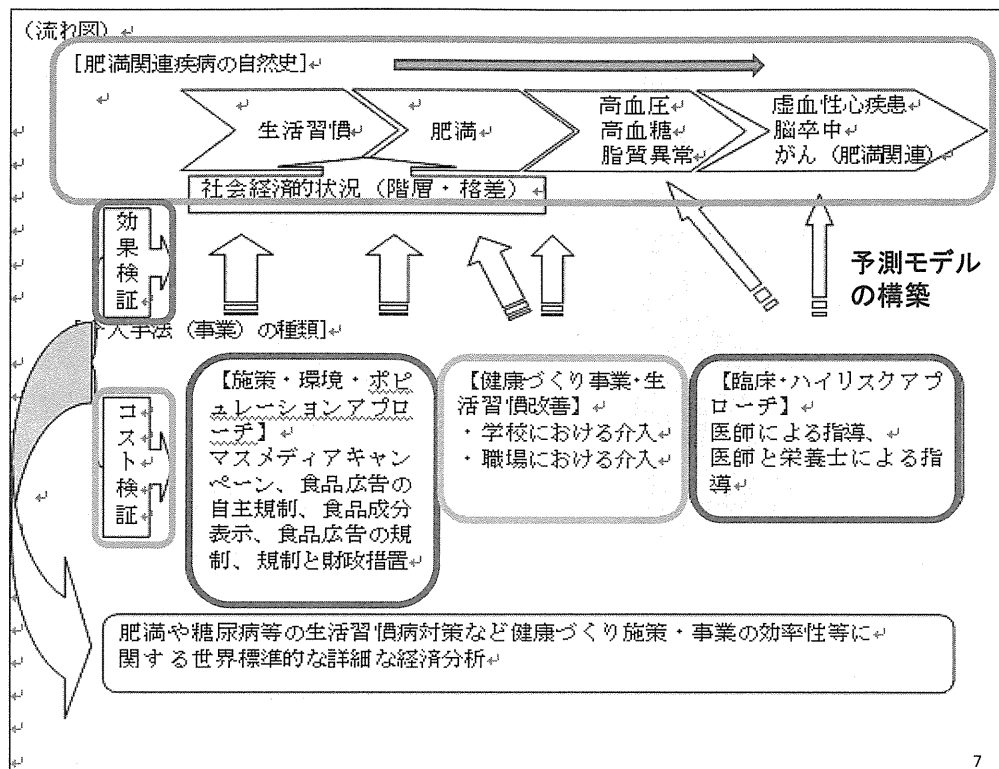 （流れ図）
[肥満関連疾病の自然史]
生活習慣
肥満
高血圧
高血糖
脂質異常
虚血性心疾患
脳卒中
がん（肥満関連）
社会経済的状況（階層・格差）
効果検証
予測モデル
の構築
[介入手法（事業）の種類]
コスト検証
【施策・環境・ポピ
ュレーションアプロ
ーチ】
マスメディアキャン
ペーン、食品広告の
自主規制、食品成分
表示、食品広告の規
制、規制と財政措置
【健康づくり事業・生
活習慣改善】
・学校における介入
・職場における介入
【臨床・ハイリスクアプ
ローチ】
医師による指導、
医師と栄養士による指
導
肥満や糖尿病等の生活習慣病対策など健康づくり施策・事業の効率性等に
関する世界標準的な詳細な経済分析
7